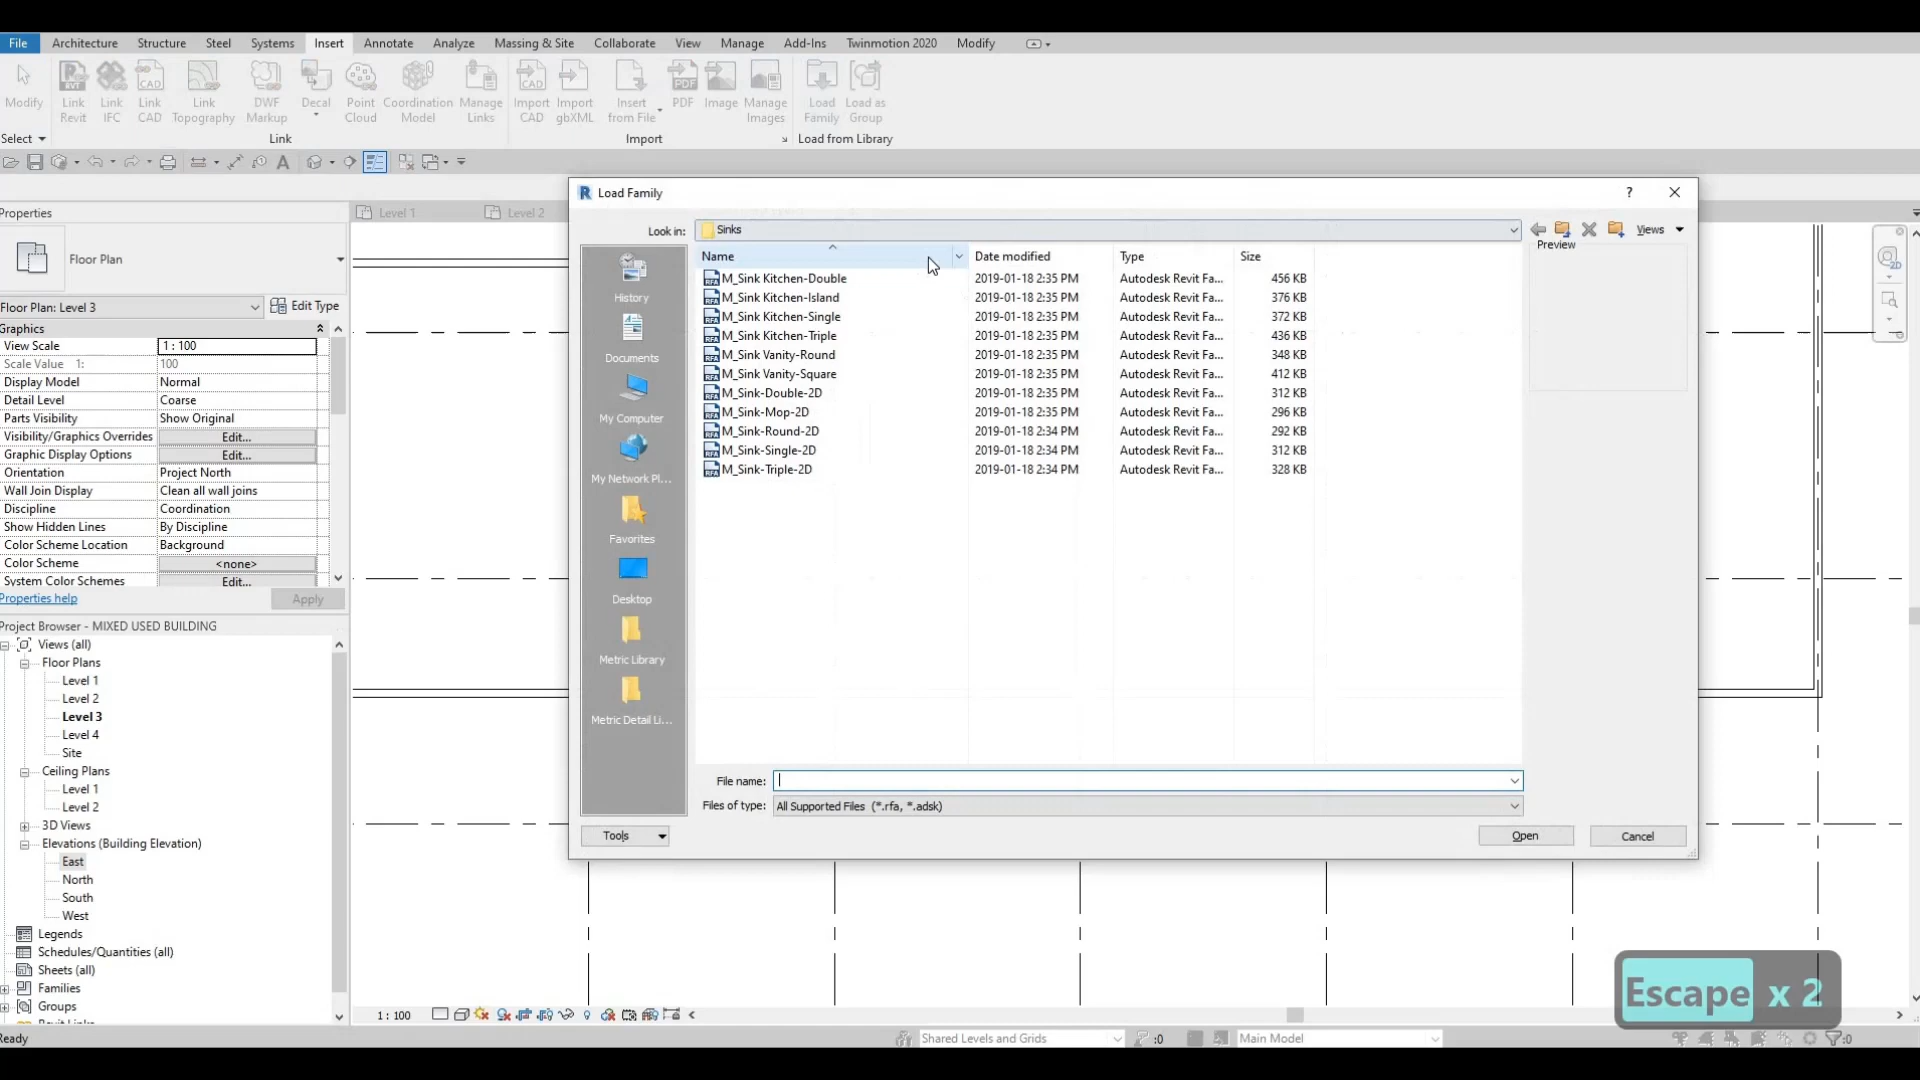 File Architecture Structure Steel Systems Insert Annotate Analyze Massing & Site Collaborate View Manage Add-Ins Twinmotion 2020 Modify
Modify Link Revit Link IFC Link CAD Link Topography DWF Markup Decal Point Cloud Coordination Model Manage Links Import CAD Import gbXML Insert from File PDF Image Manage Images Load Family Load as Group
Select Link Import Load from Library
Properties
Level 1 Level 2
Floor Plan
Floor Plan: Level 3 Edit Type
Graphics
View Scale 1 : 100
Scale Value 1: 100
Display Model Normal
Detail Level Coarse
Parts Visibility Show Original
Visibility/Graphics Overrides Edit...
Graphic Display Options Edit...
Orientation Project North
Wall Join Display Clean all wall joins
Discipline Coordination
Show Hidden Lines By Discipline
Color Scheme Location Background
Color Scheme <none>
System Color Schemes Edit...
Properties help Apply
Project Browser - MIXED USED BUILDING
Views (all)
Floor Plans
Level 1
Level 2
Level 3
Level 4
Site
Ceiling Plans
Level 1
Level 2
3D Views
Elevations (Building Elevation)
East
North
South
West
Legends
Schedules/Quantities (all)
Sheets (all)
Families
Groups
Load Family ?
Look in: Sinks Views
Preview
Name Date modified Type Size
M_Sink Kitchen-Double 2019-01-18 2:35 PM Autodesk Revit Fa... 456 KB
M_Sink Kitchen-Island 2019-01-18 2:35 PM Autodesk Revit Fa... 376 KB
M_Sink Kitchen-Single 2019-01-18 2:35 PM Autodesk Revit Fa... 372 KB
M_Sink Kitchen-Triple 2019-01-18 2:35 PM Autodesk Revit Fa... 436 KB
M_Sink Vanity-Round 2019-01-18 2:35 PM Autodesk Revit Fa... 348 KB
M_Sink Vanity-Square 2019-01-18 2:35 PM Autodesk Revit Fa... 412 KB
M_Sink-Double-2D 2019-01-18 2:35 PM Autodesk Revit Fa... 312 KB
M_Sink-Mop-2D 2019-01-18 2:35 PM Autodesk Revit Fa... 296 KB
M_Sink-Round-2D 2019-01-18 2:34 PM Autodesk Revit Fa... 292 KB
M_Sink-Single-2D 2019-01-18 2:34 PM Autodesk Revit Fa... 312 KB
M_Sink-Triple-2D 2019-01-18 2:34 PM Autodesk Revit Fa... 328 KB
History
Documents
My Computer
My Network Pl...
Favorites
Desktop
Metric Library
Metric Detail Li...
File name:
Files of type: All Supported Files (*.rfa, *.adsk)
Tools Open Cancel
Escape x 2
1 : 100
eady Shared Levels and Grids :0 Main Model :0